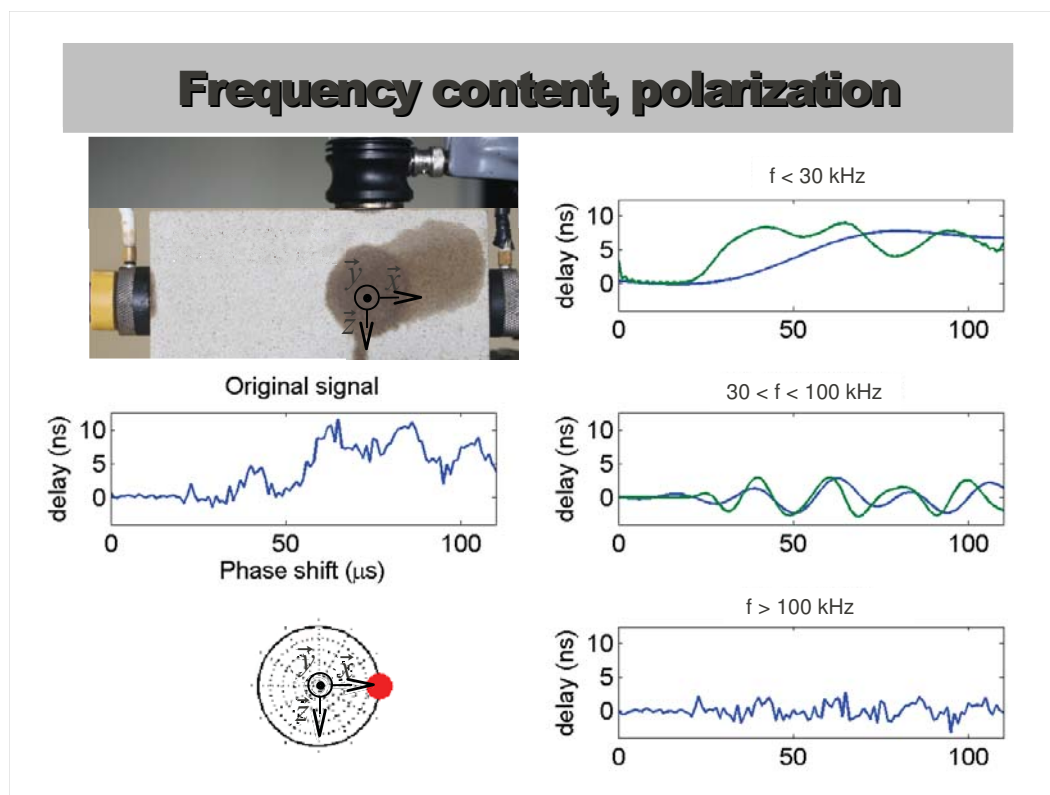 Frequency content, polarization
y⃗
x⃗
z⃗
Original signal
delay (ns)
10
5
0
0
50
100
Phase shift (μs)
y⃗
x⃗
z⃗
f < 30 kHz
delay (ns)
10
5
0
0
50
100
30 < f < 100 kHz
delay (ns)
10
5
0
0
50
100
f > 100 kHz
delay (ns)
10
5
0
0
50
100